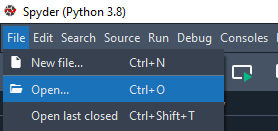 Spyder (Python 3.8)
File Edit Search Source Run Debug Consoles
New file... Ctrl+N
Open... Ctrl+O
Open last closed Ctrl+Shift+T